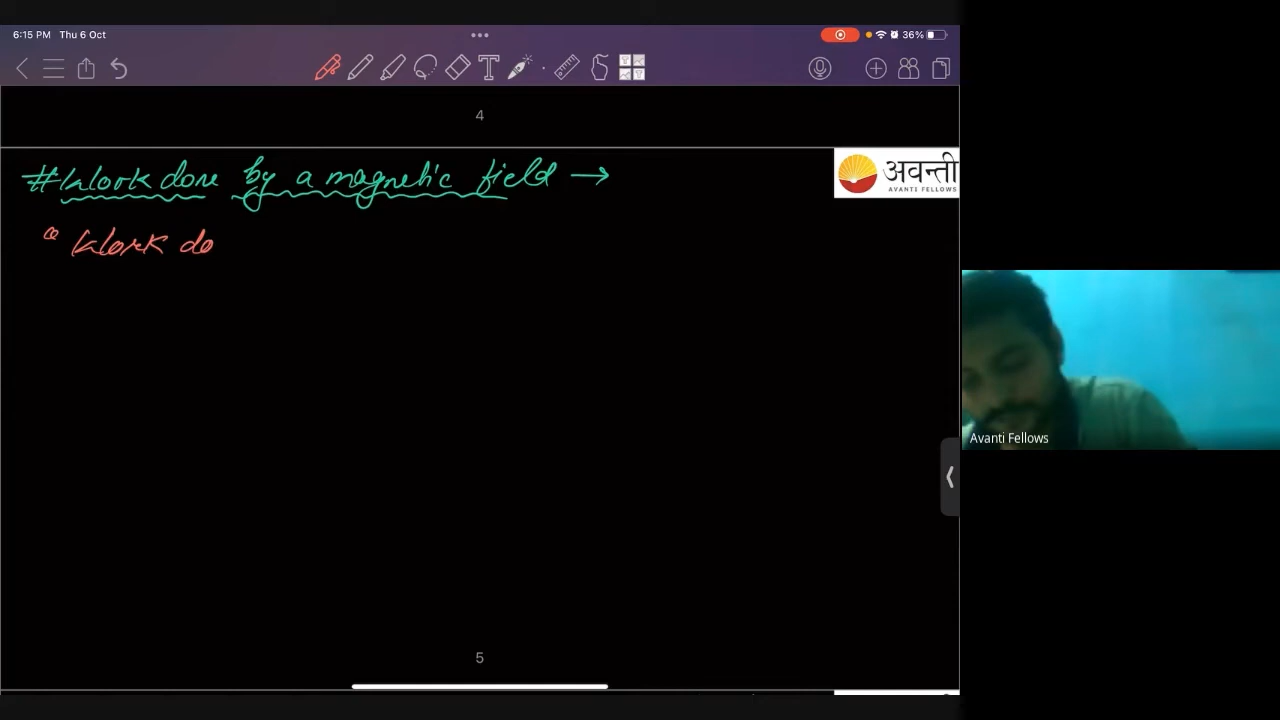 6:15 PM Thu 6 Oct
36%
4
#Work done by a magnetic field →
अवन्ती
AVANTI FELLOWS
Work do
Avanti Fellows
5